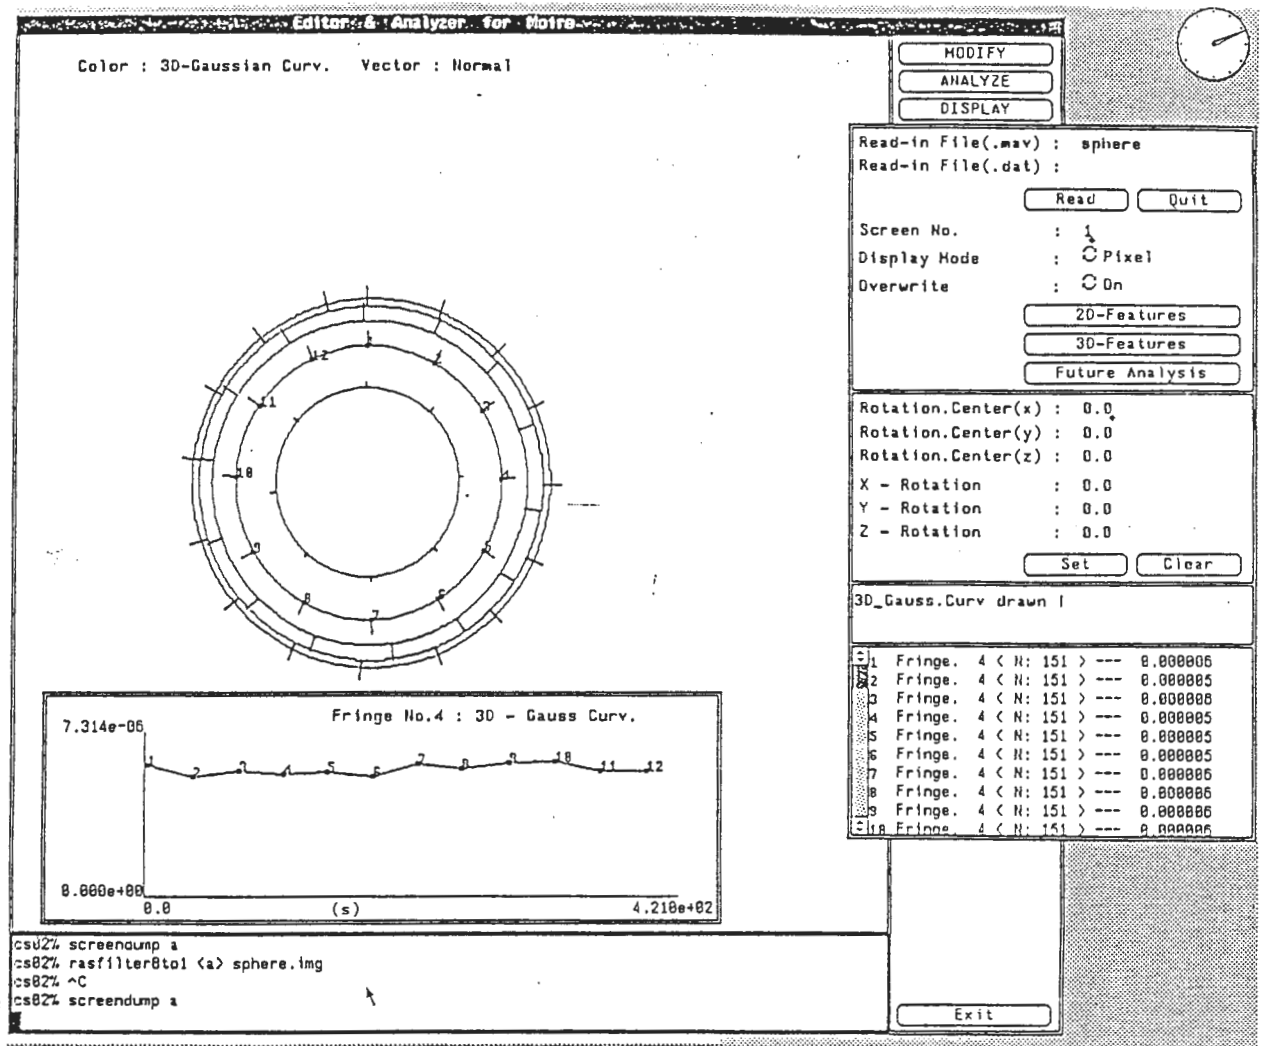 Editor & Analyzer for Moire
Color : 3D-Gaussian Curv. Vector : Normal
MODIFY
ANALYZE
DISPLAY
Read-in File(.mav) : sphere
Read-in File(.dat) :
Read Quit
Screen No. : 1
Display Mode : Pixel
Overwrite : On
2D-Features
3D-Features
Future Analysis
Rotation.Center(x) : 0.0
Rotation.Center(y) : 0.0
Rotation.Center(z) : 0.0
X - Rotation : 0.0
Y - Rotation : 0.0
Z - Rotation : 0.0
Set Clear
3D_Gauss.Curv drawn
1 Fringe. 4 < N: 151 > --- 0.000006
2 Fringe. 4 < N: 151 > --- 0.000005
3 Fringe. 4 < N: 151 > --- 0.000006
4 Fringe. 4 < N: 151 > --- 0.000005
5 Fringe. 4 < N: 151 > --- 0.000005
6 Fringe. 4 < N: 151 > --- 0.000005
7 Fringe. 4 < N: 151 > --- 0.000006
8 Fringe. 4 < N: 151 > --- 0.000006
9 Fringe. 4 < N: 151 > --- 0.000006
10 Fringe. 4 < N: 151 > --- 0.000006
1
2
3
4
5
6
7
8
9
10
11
12
Fringe No.4 : 3D - Gauss Curv.
7.314e-06
1 2 3 4 5 6 7 8 9 10 11 12
0.000e+00
0.0 (s) 4.210e+02
cs02% screendump a
cs02% rasfilter8to1 <a> sphere.img
cs02% ^C
cs02% screendump a
Exit